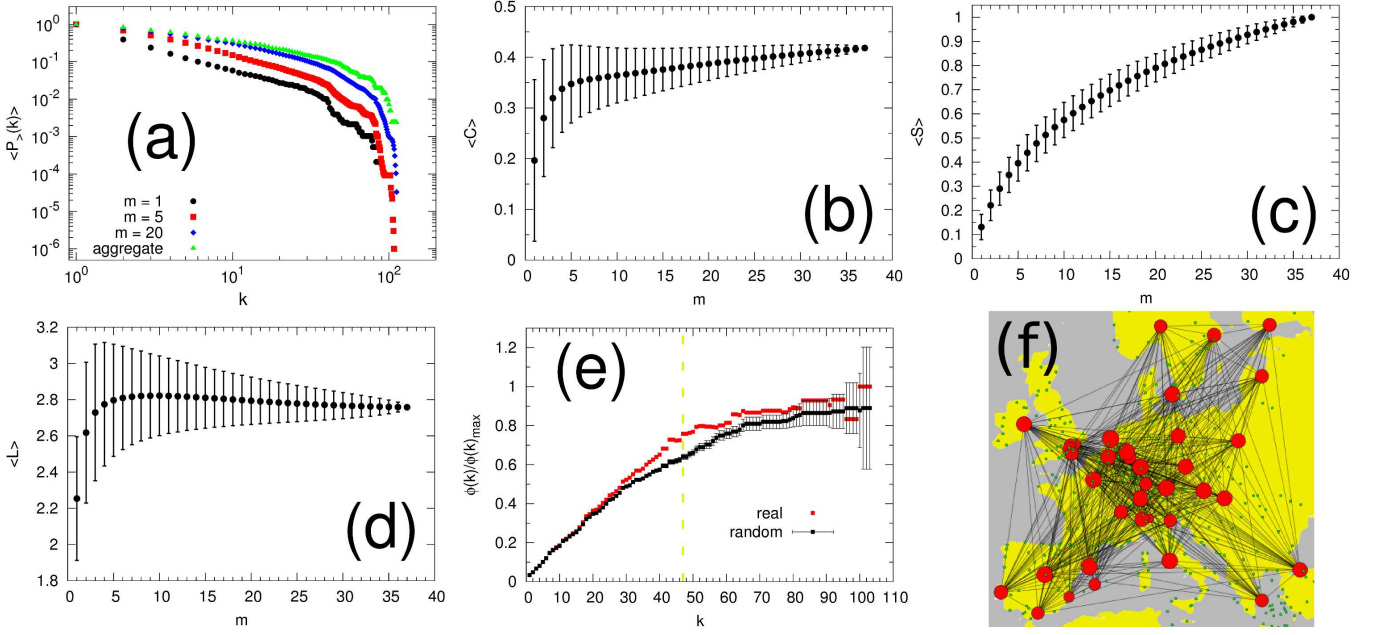 10^0
10^-1
10^-2
10^-3
10^-4
10^-5
10^-6
<P_>(k)>
(a)
m = 1
m = 5
m = 20
aggregate
10^0 10^1 10^2
k
0.5
0.4
0.3
0.2
0.1
0
<C>
(b)
0 5 10 15 20 25 30 35 40
m
1
0.9
0.8
0.7
0.6
0.5
0.4
0.3
0.2
0.1
<S>
(c)
0 5 10 15 20 25 30 35 40
m
3.2
3
2.8
2.6
2.4
2.2
2
1.8
<L>
(d)
0 5 10 15 20 25 30 35 40
m
1.2
1
0.8
0.6
0.4
0.2
0
ϕ(k)/ϕ(k)_max
(e)
real
random
0 10 20 30 40 50 60 70 80 90 100 110
k
(f)